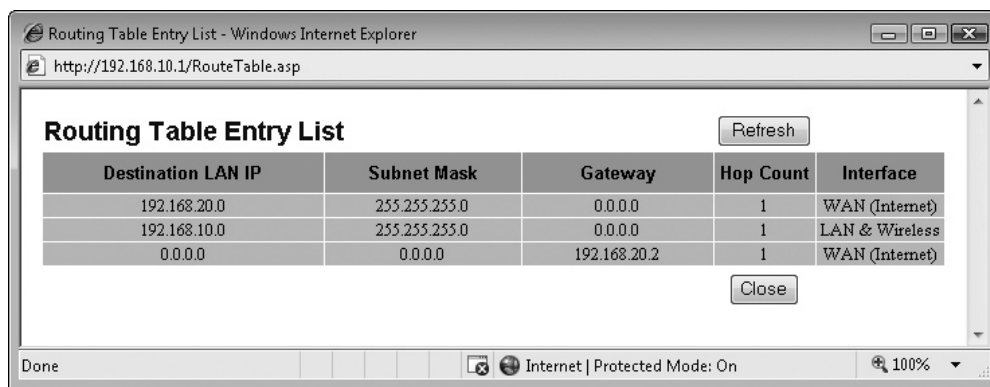 Routing Table Entry List - Windows Internet Explorer
http://192.168.10.1/RouteTable.asp
Routing Table Entry List Refresh
Destination LAN IP Subnet Mask Gateway Hop Count Interface
192.168.20.0 255.255.255.0 0.0.0.0 1 WAN (Internet)
192.168.10.0 255.255.255.0 0.0.0.0 1 LAN & Wireless
0.0.0.0 0.0.0.0 192.168.20.2 1 WAN (Internet)
Close
Done Internet | Protected Mode: On 100%